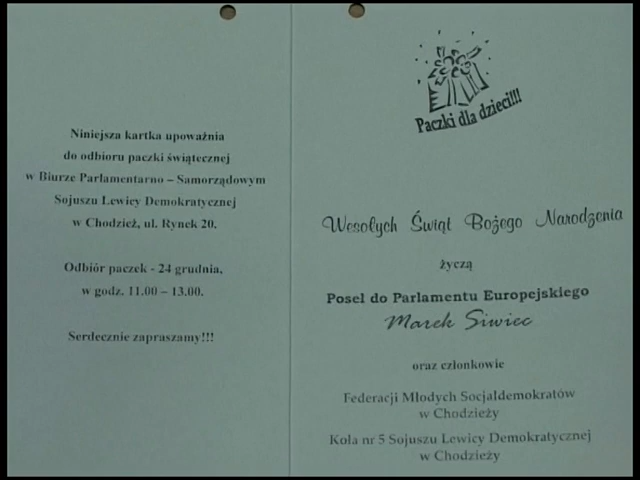 Niniejsza kartka upoważnia
do odbioru paczki świątecznej
w Biurze Parlamentarno – Samorządowym
Sojuszu Lewicy Demokratycznej
w Chodzież, ul. Rynek 20.
Odbiór paczek - 24 grudnia,
w godz. 11.00 – 13.00.
Serdecznie zapraszamy!!!
Paczki dla dzieci!!!
Wesołych Świąt Bożego Narodzenia
życzą
Poseł do Parlamentu Europejskiego
Marek Siwiec
oraz członkowie
Federacji Młodych Socjaldemokratów
w Chodzieży
Koła nr 5 Sojuszu Lewicy Demokratycznej
w Chodzieży